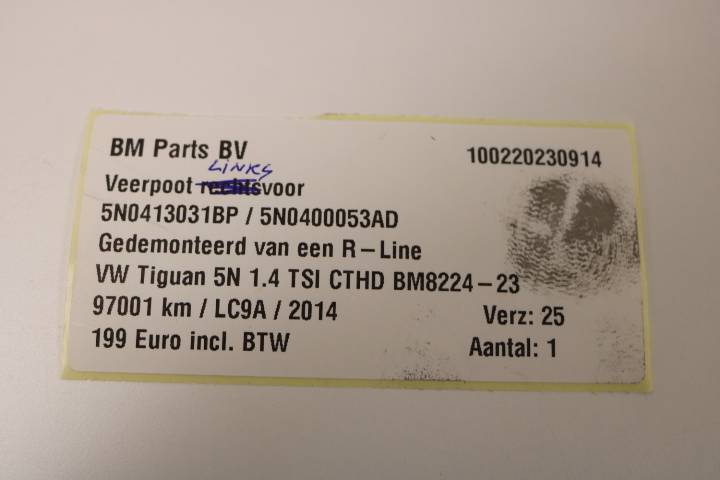 BM Parts BV 100220230914
LINKS
Veerpoot rechtsvoor
5N0413031BP / 5N0400053AD
Gedemonteerd van een R-Line
VW Tiguan 5N 1.4 TSI CTHD BM8224-23
97001 km / LC9A / 2014 Verz: 25
199 Euro incl. BTW Aantal: 1